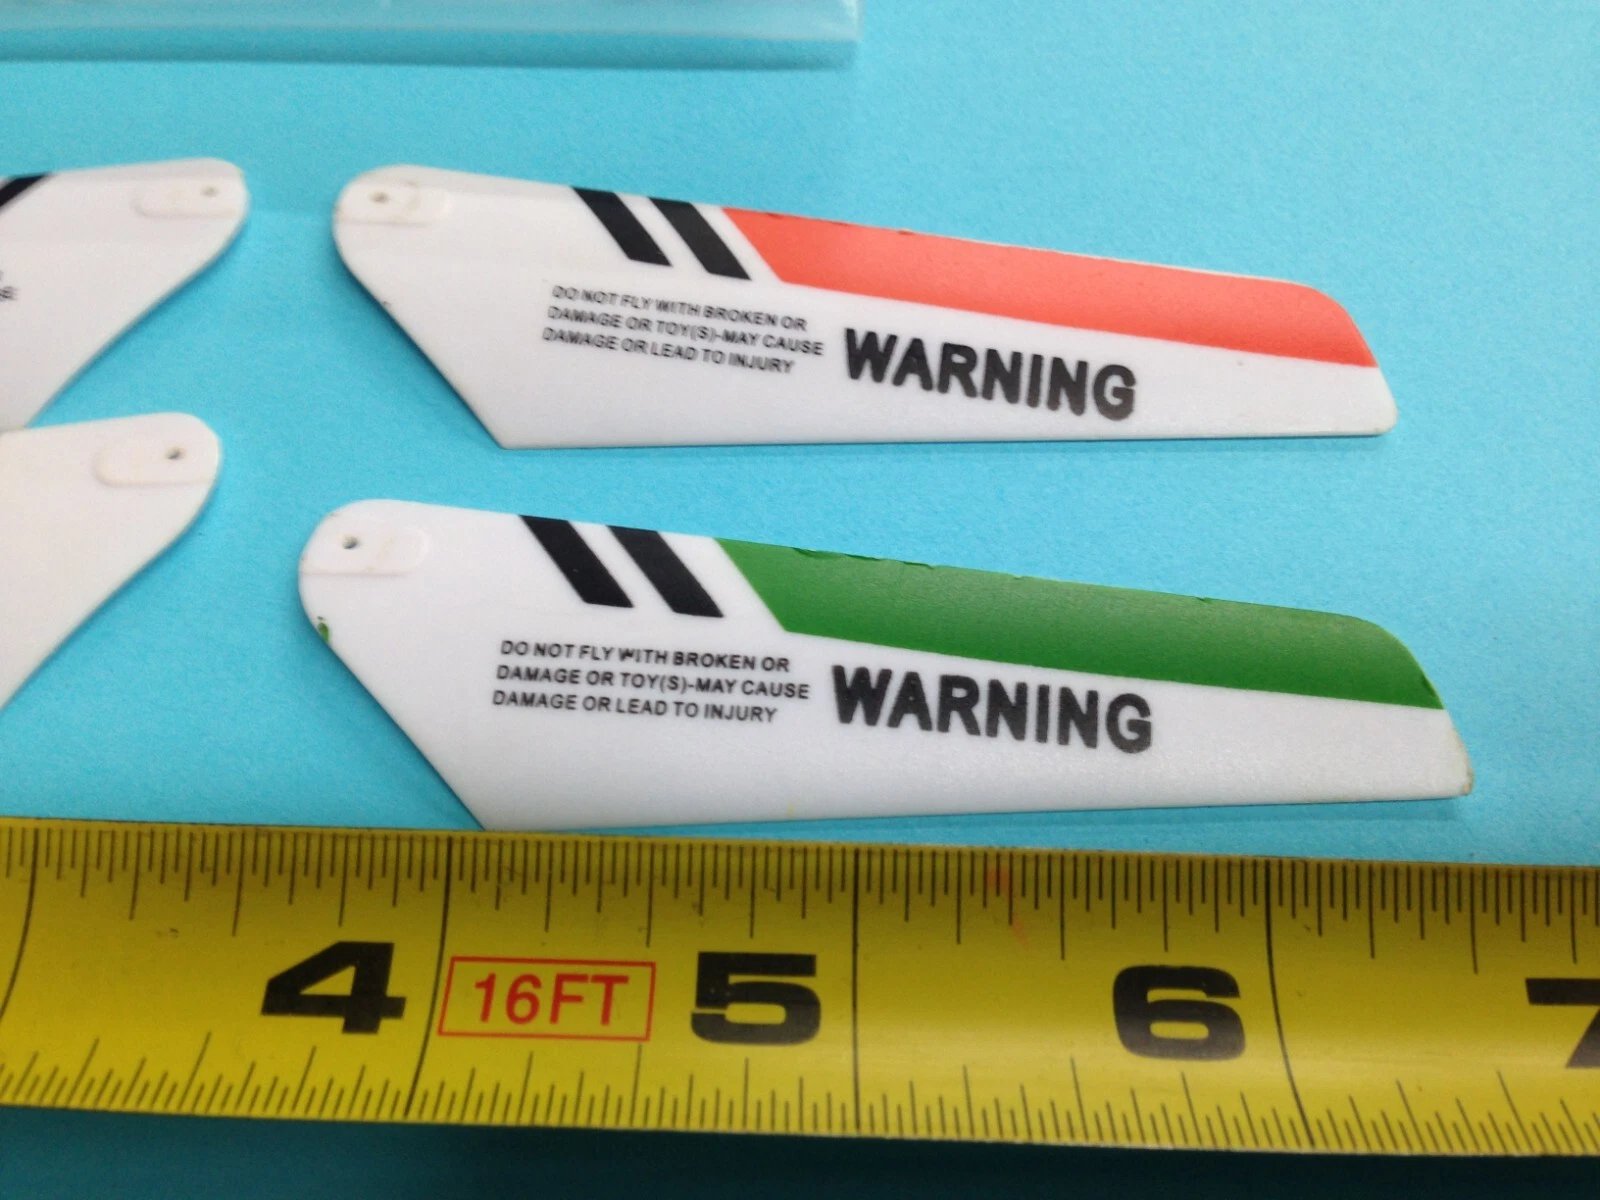 DO NOT FLY WITH BROKEN OR
DAMAGE OR TOY(S)-MAY CAUSE
DAMAGE OR LEAD TO INJURY
WARNING
DO NOT FLY WITH BROKEN OR
DAMAGE OR TOY(S)-MAY CAUSE
DAMAGE OR LEAD TO INJURY
WARNING
4 16FT 5 6 7